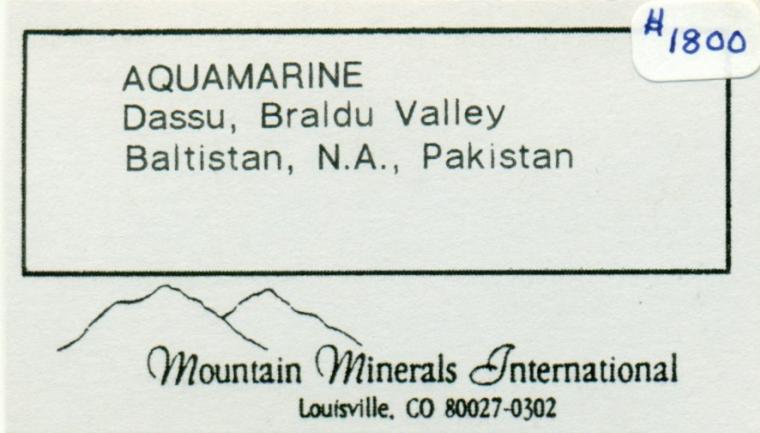 #1800
AQUAMARINE
Dassu, Braldu Valley
Baltistan, N.A., Pakistan
Mountain Minerals International
Louisville, CO 80027-0302